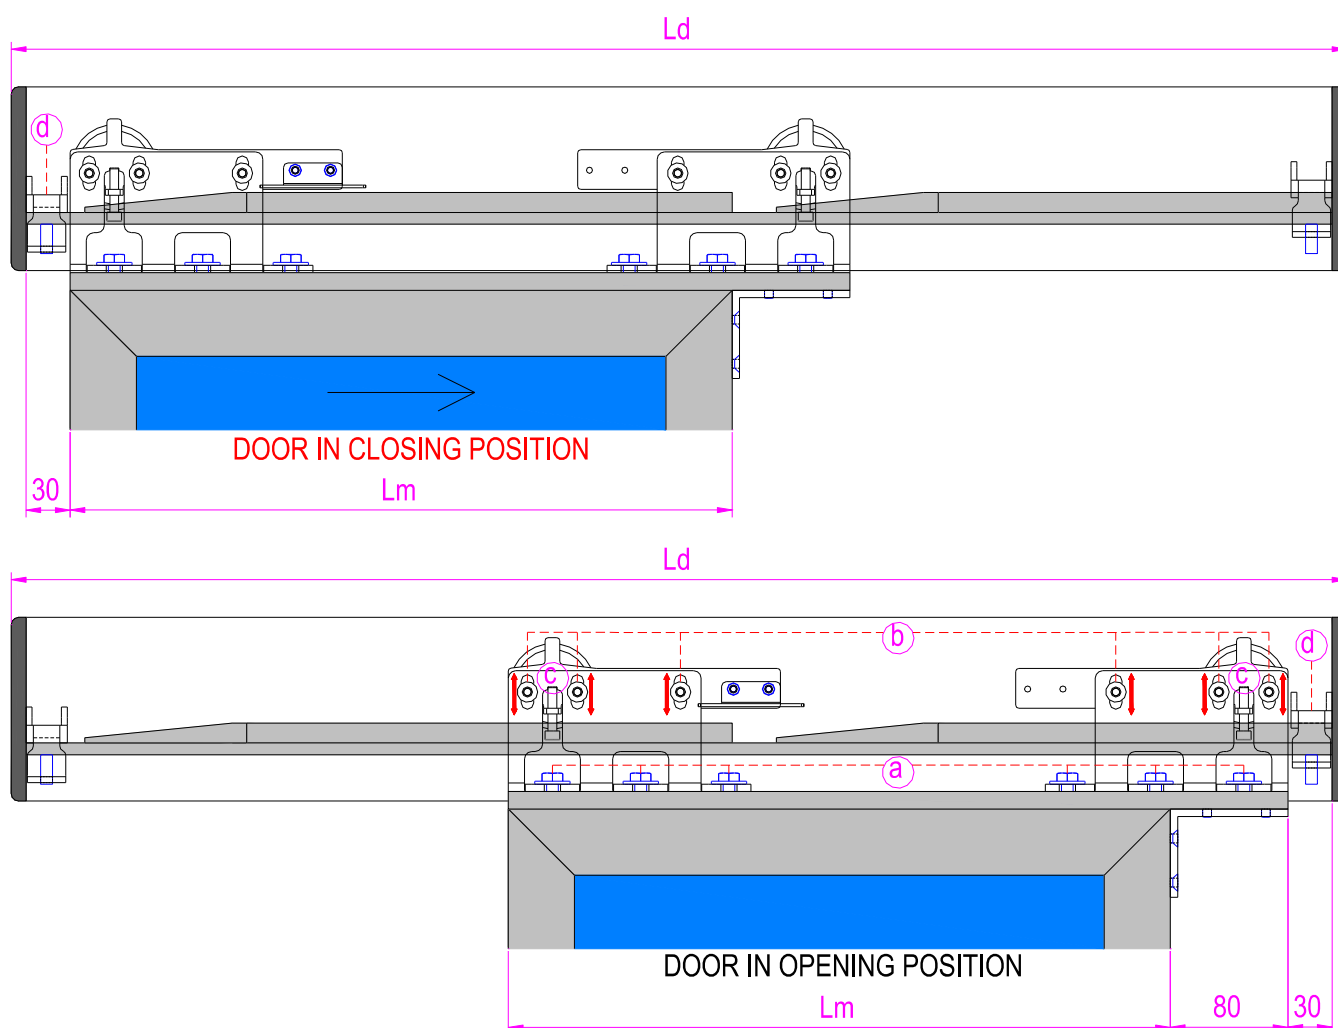 Ld
d
DOOR IN CLOSING POSITION
30
Lm
Ld
b
d
c
c
a
DOOR IN OPENING POSITION
Lm
80
30